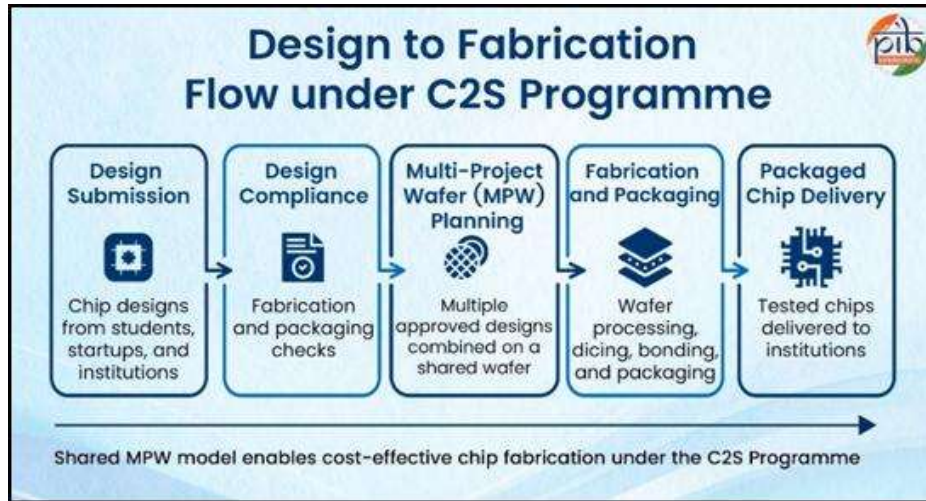 Design to Fabrication
Flow under C2S Programme
pib
Design
Submission
Chip designs
from students,
startups, and
institutions
Design
Compliance
Fabrication
and packaging
checks
Multi-Project
Wafer (MPW)
Planning
Multiple
approved designs
combined on a
shared wafer
Fabrication
and Packaging
Wafer
processing,
dicing, bonding,
and packaging
Packaged
Chip Delivery
Tested chips
delivered to
institutions
Shared MPW model enables cost-effective chip fabrication under the C2S Programme